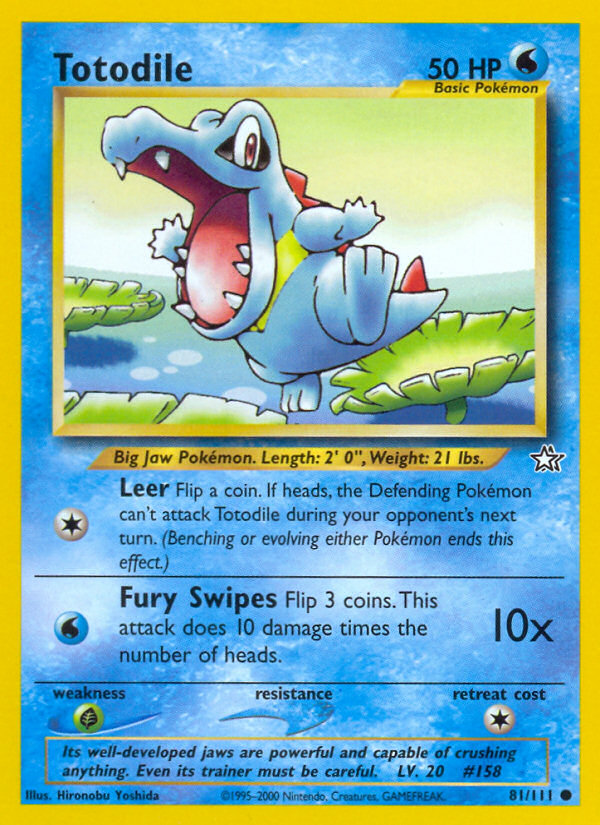 Totodile
50 HP
Basic Pokémon
Big Jaw Pokémon. Length: 2' 0", Weight: 21 lbs.
Leer Flip a coin. If heads, the Defending Pokémon
can't attack Totodile during your opponent's next
turn. (Benching or evolving either Pokémon ends this
effect.)
Fury Swipes Flip 3 coins. This
attack does 10 damage times the
number of heads.
10x
weakness resistance retreat cost
Its well-developed jaws are powerful and capable of crushing
anything. Even its trainer must be careful. LV. 20 #158
Illus. Hironobu Yoshida ©1995-2000 Nintendo, Creatures, GAMEFREAK. 81/111